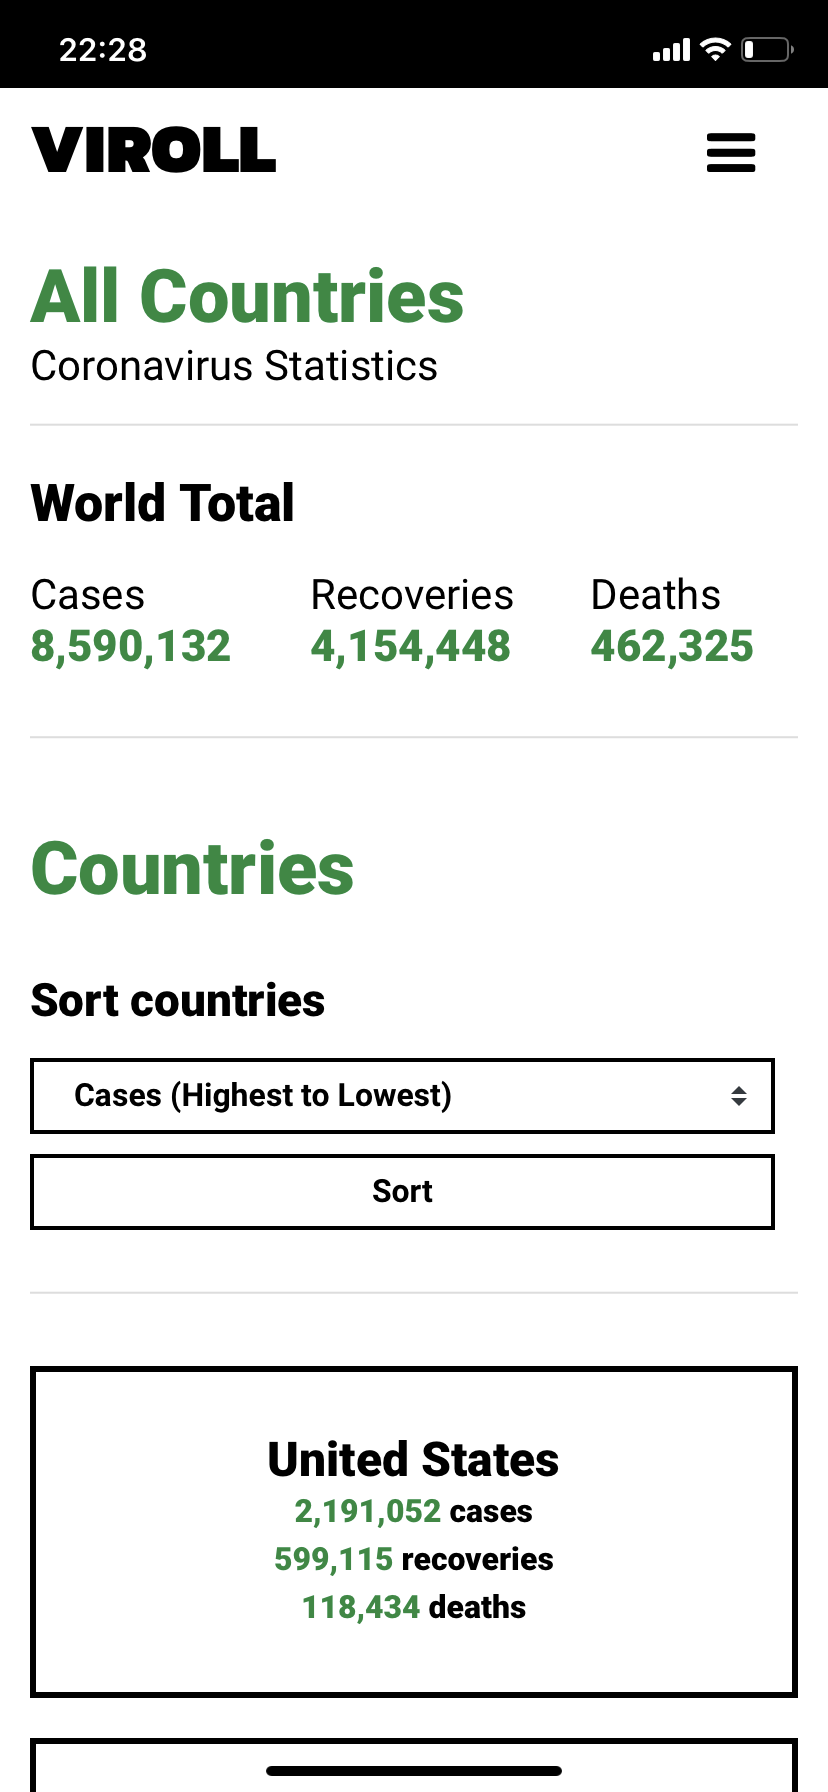 22:28
VIROLL
All Countries
Coronavirus Statistics
World Total
Cases Recoveries Deaths
8,590,132 4,154,448 462,325
Countries
Sort countries
Cases (Highest to Lowest)
Sort
United States
2,191,052 cases
599,115 recoveries
118,434 deaths